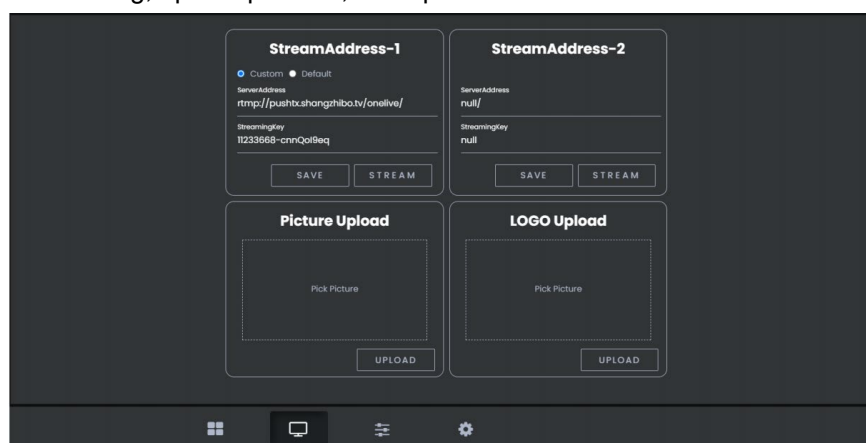 StreamAddress-1
Custom Default
ServerAddress
rtmp://pushtx.shangzhibo.tv/onelive/
StreamingKey
11233668-cnnQoI9eq
SAVE STREAM
StreamAddress-2
ServerAddress
null/
StreamingKey
null
SAVE STREAM
Picture Upload
Pick Picture
UPLOAD
LOGO Upload
Pick Picture
UPLOAD